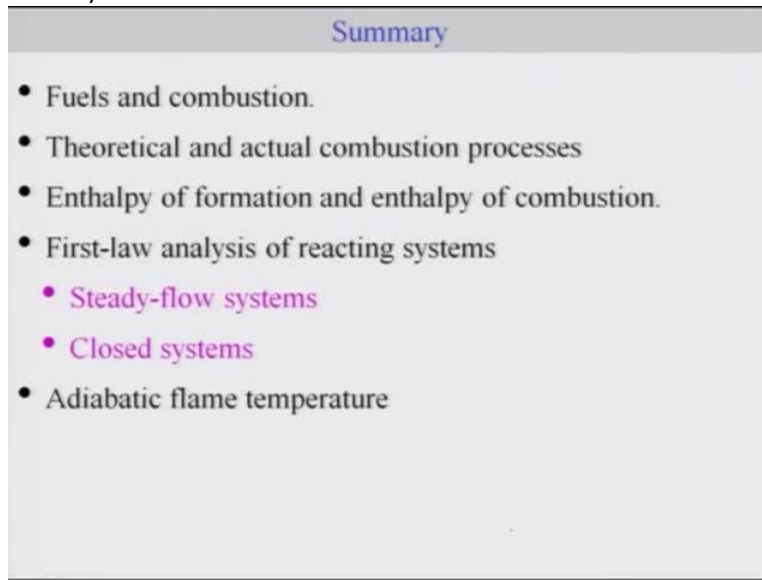 Summary
• Fuels and combustion.
• Theoretical and actual combustion processes
• Enthalpy of formation and enthalpy of combustion.
• First-law analysis of reacting systems
• Steady-flow systems
• Closed systems
• Adiabatic flame temperature